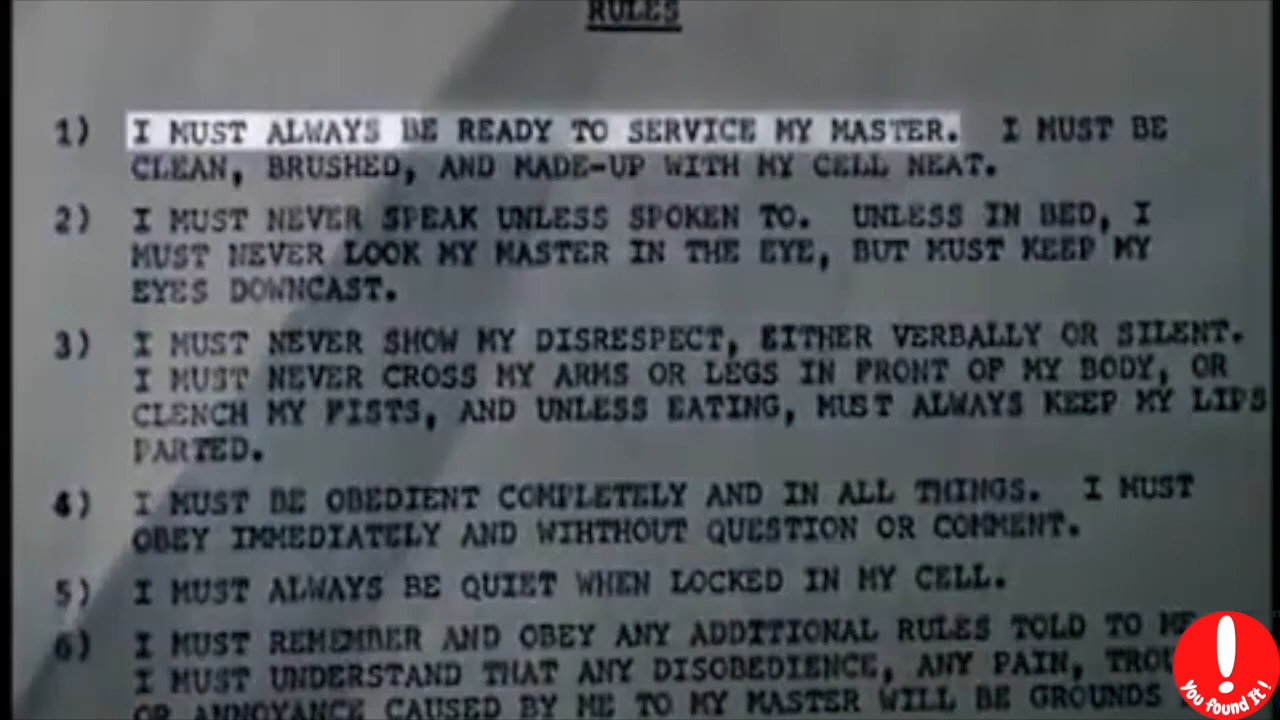 RULES
1) I MUST ALWAYS BE READY TO SERVICE MY MASTER. I MUST BE
CLEAN, BRUSHED, AND MADE-UP WITH MY CELL NEAT.
2) I MUST NEVER SPEAK UNLESS SPOKEN TO. UNLESS IN BED, I
MUST NEVER LOOK MY MASTER IN THE EYE, BUT MUST KEEP MY
EYES DOWNCAST.
3) I MUST NEVER SHOW MY DISRESPECT, EITHER VERBALLY OR SILENT.
I MUST NEVER CROSS MY ARMS OR LEGS IN FRONT OF MY BODY, OR
CLENCH MY FISTS, AND UNLESS EATING, MUST ALWAYS KEEP MY LIPS
PARTED.
4) I MUST BE OBEDIENT COMPLETELY AND IN ALL THINGS. I MUST
OBEY IMMEDIATELY AND WIHTHOUT QUESTION OR COMMENT.
5) I MUST ALWAYS BE QUIET WHEN LOCKED IN MY CELL.
6) I MUST REMEMBER AND OBEY ANY ADDITIONAL RULES TOLD TO ME
I MUST UNDERSTAND THAT ANY DISOBEDIENCE, ANY PAIN, TROU
OR ANNOYANCE CAUSED BY ME TO MY MASTER WILL BE GROUNDS
You found It!